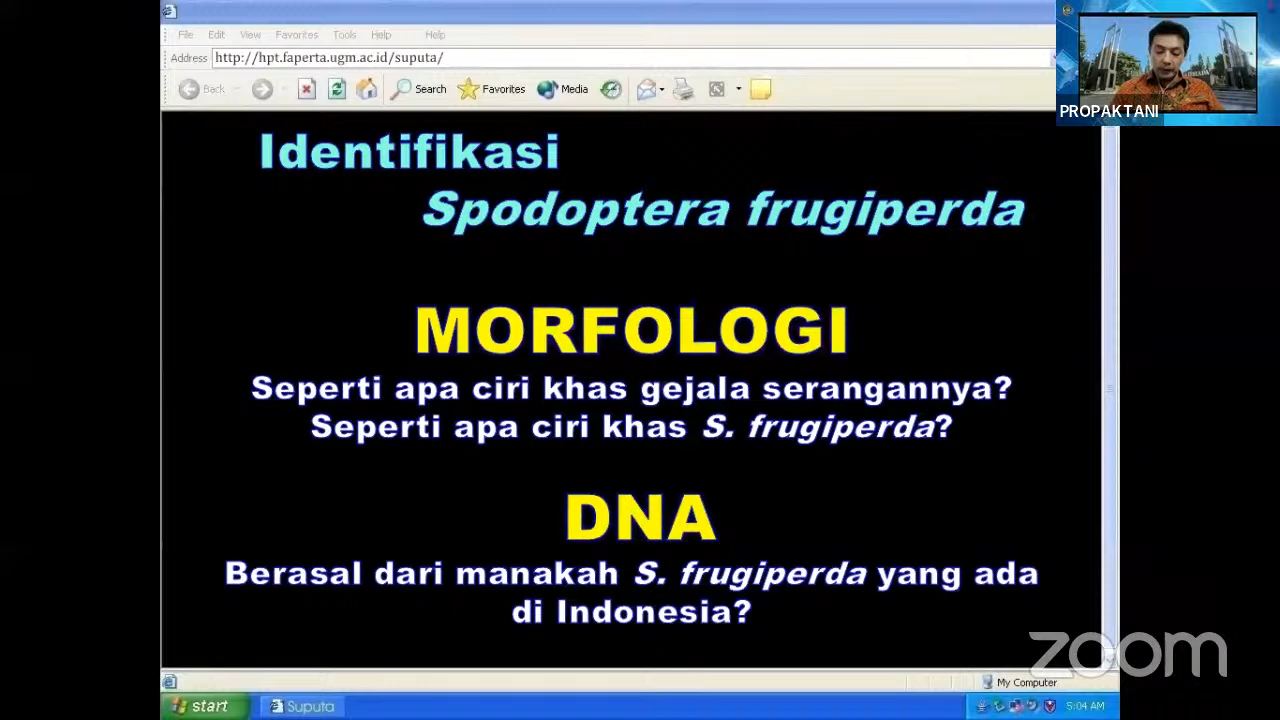 File Edit View Favorites Tools Help Help
Address http://hpt.faperta.ugm.ac.id/suputa/
Back Search Favorites Media
PROPAKTANI
Identifikasi
Spodoptera frugiperda
MORFOLOGI
Seperti apa ciri khas gejala serangannya?
Seperti apa ciri khas S. frugiperda?
DNA
Berasal dari manakah S. frugiperda yang ada
di Indonesia?
zoom
My Computer
start Suputa 5:04 AM